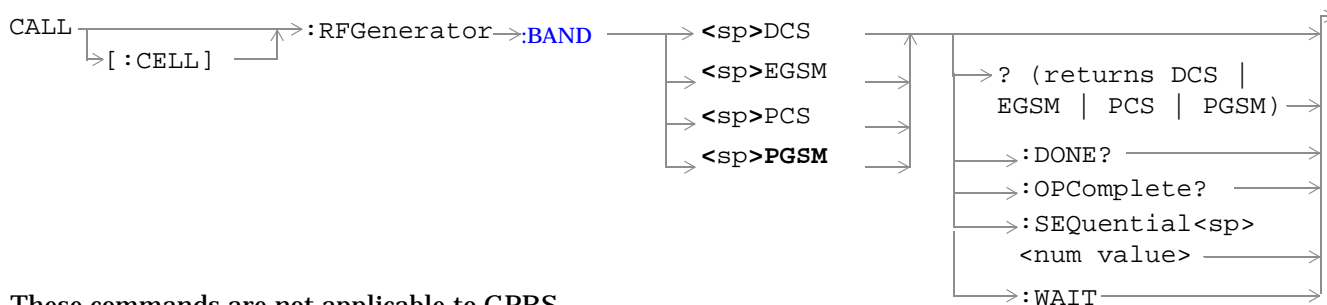 CALL
[:CELL]
:RFGenerator
:BAND
<sp>DCS
<sp>EGSM
<sp>PCS
<sp>PGSM
? (returns DCS |
EGSM | PCS | PGSM)
:DONE?
:OPComplete?
:SEQuential<sp>
<num value>
:WAIT
These commands are not applicable to GPRS